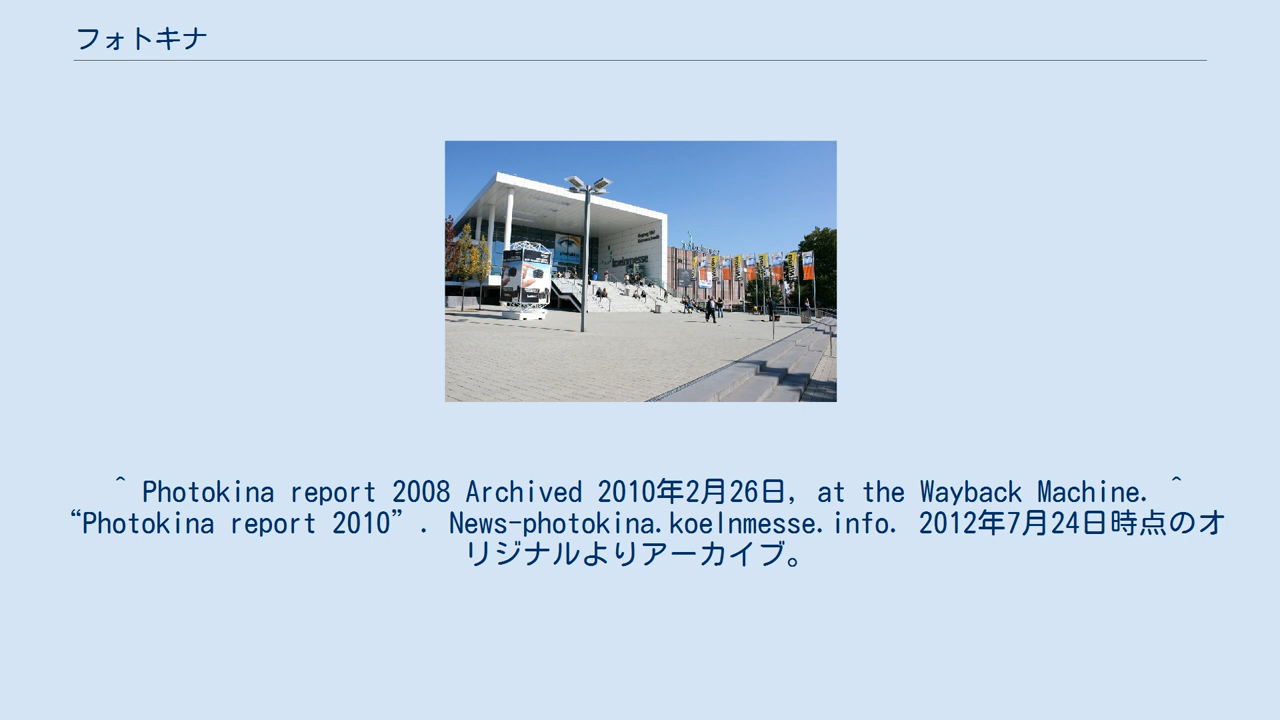 フォトキナ
koelnmesse
^ Photokina report 2008 Archived 2010年2月26日, at the Wayback Machine. ^
“Photokina report 2010”. News-photokina.koelnmesse.info. 2012年7月24日時点のオ
リジナルよりアーカイブ。